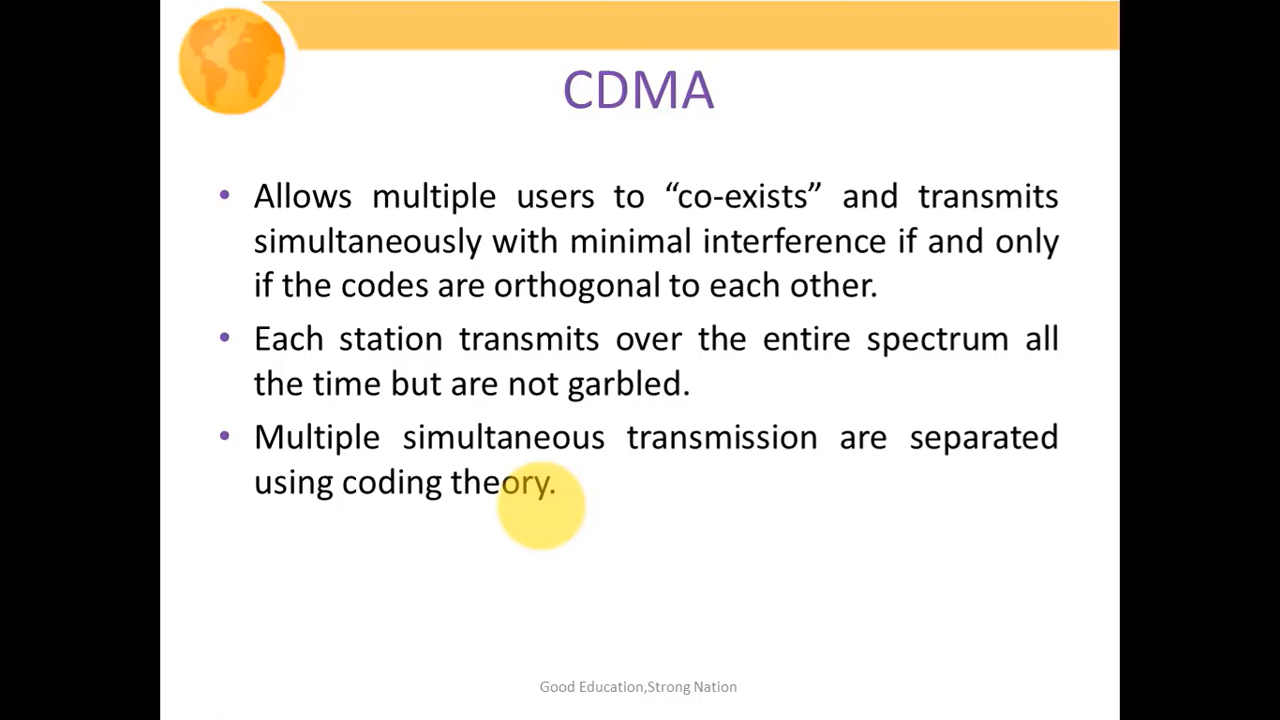 CDMA
• Allows multiple users to “co-exists” and transmits
simultaneously with minimal interference if and only
if the codes are orthogonal to each other.
• Each station transmits over the entire spectrum all
the time but are not garbled.
• Multiple simultaneous transmission are separated
using coding theory.
Good Education,Strong Nation